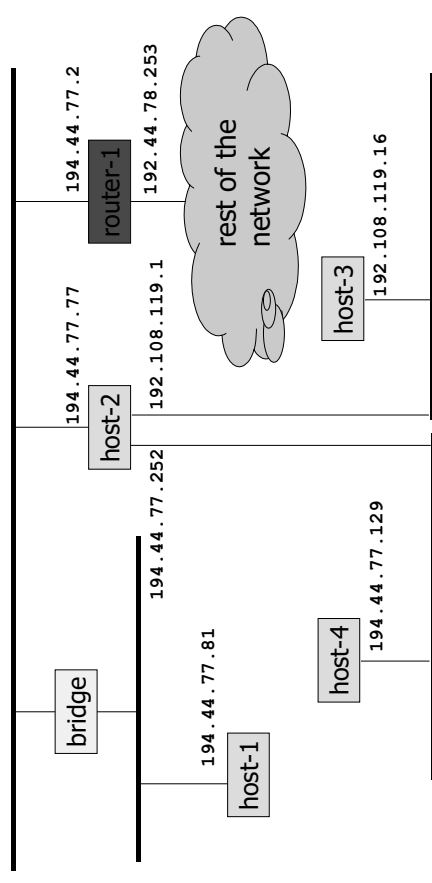 194.44.77.2
router-1
192.44.78.253
rest of the
network
194.44.77.77
host-2
192.108.119.1
194.44.77.252
host-3
192.108.119.16
bridge
194.44.77.81
host-1
host-4
194.44.77.129